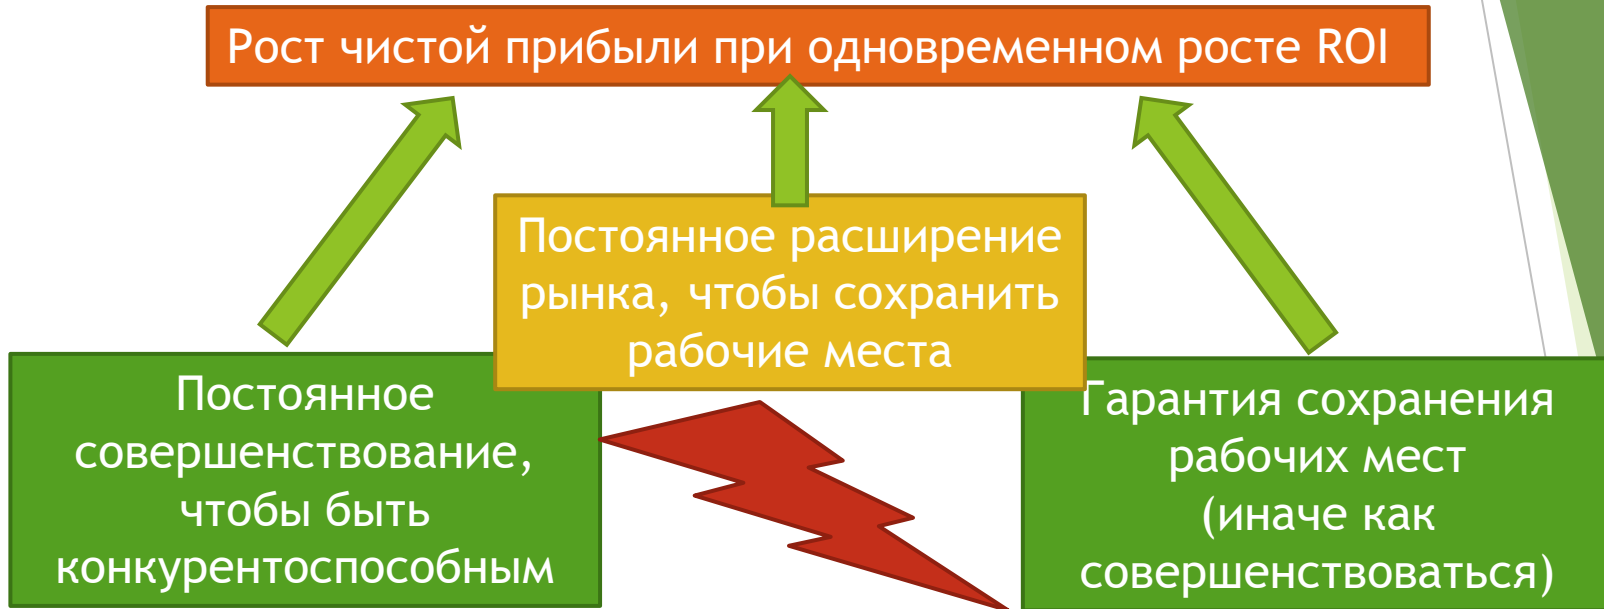 Рост чистой прибыли при одновременном росте ROI
Постоянное расширение
рынка, чтобы сохранить
рабочие места
Постоянное
совершенствование,
чтобы быть
конкурентоспособным
Гарантия сохранения
рабочих мест
(иначе как
совершенствоваться)